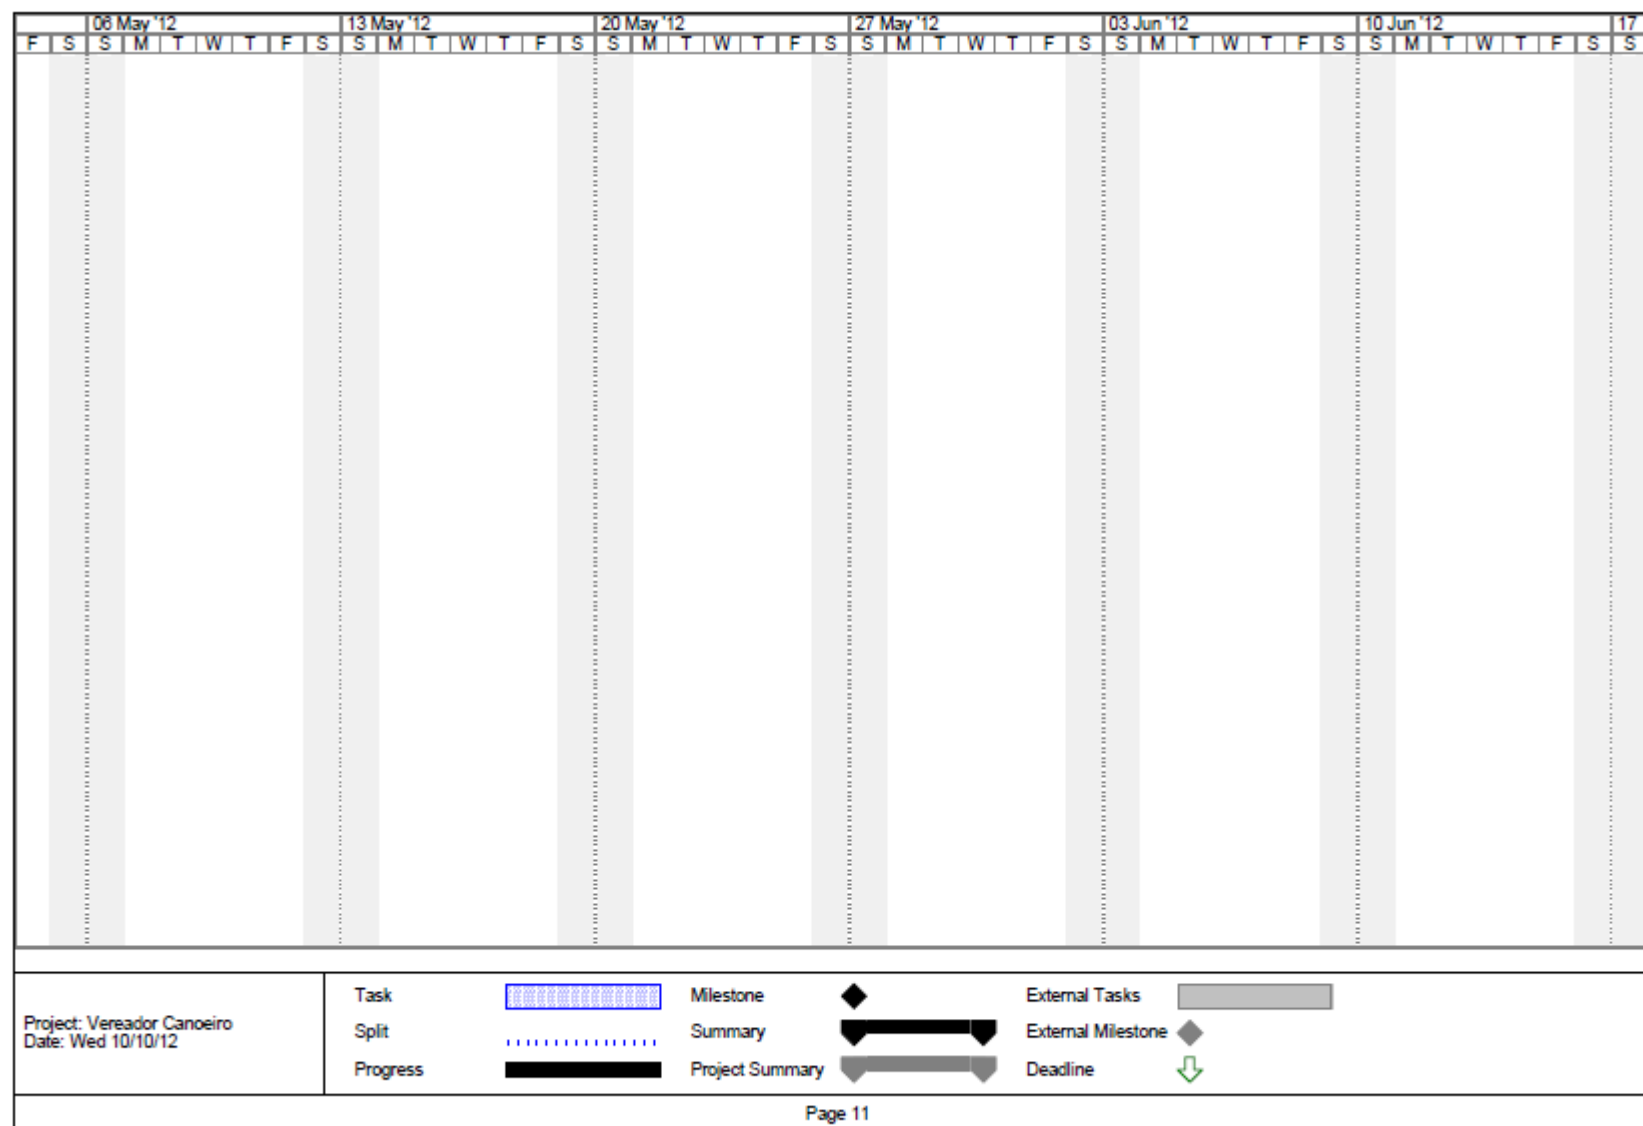 06 May '12 13 May '12 20 May '12 27 May '12 03 Jun '12 10 Jun '12 17
F S S M T W T F S S M T W T F S S M T W T F S S M T W T F S S M T W T F S S M T W T F S S
Project: Vereador Canoeiro
Date: Wed 10/10/12
Task Milestone External Tasks
Split Summary External Milestone
Progress Project Summary Deadline
Page 11